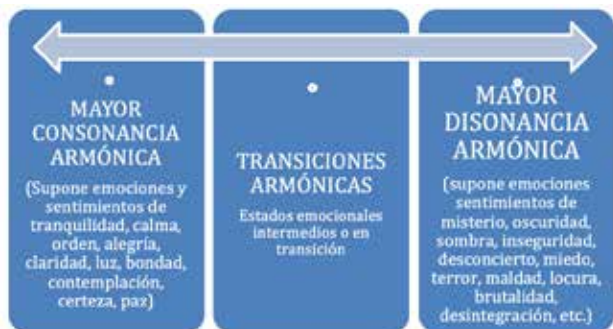 MAYOR
CONSONANCIA
ARMÓNICA
(Supone emociones y
sentimientos de
tranquilidad, calma,
orden, alegría,
claridad, luz, bondad,
contemplación,
certeza, paz)
TRANSICIONES
ARMÓNICAS
Estados emocionales
intermedios o en
transición
MAYOR
DISONANCIA
ARMÓNICA
(supone emociones
sentimientos de
misterio, oscuridad,
sombra, inseguridad,
desconcierto, miedo,
terror, maldad, locura,
brutalidad,
desintegración, etc.)